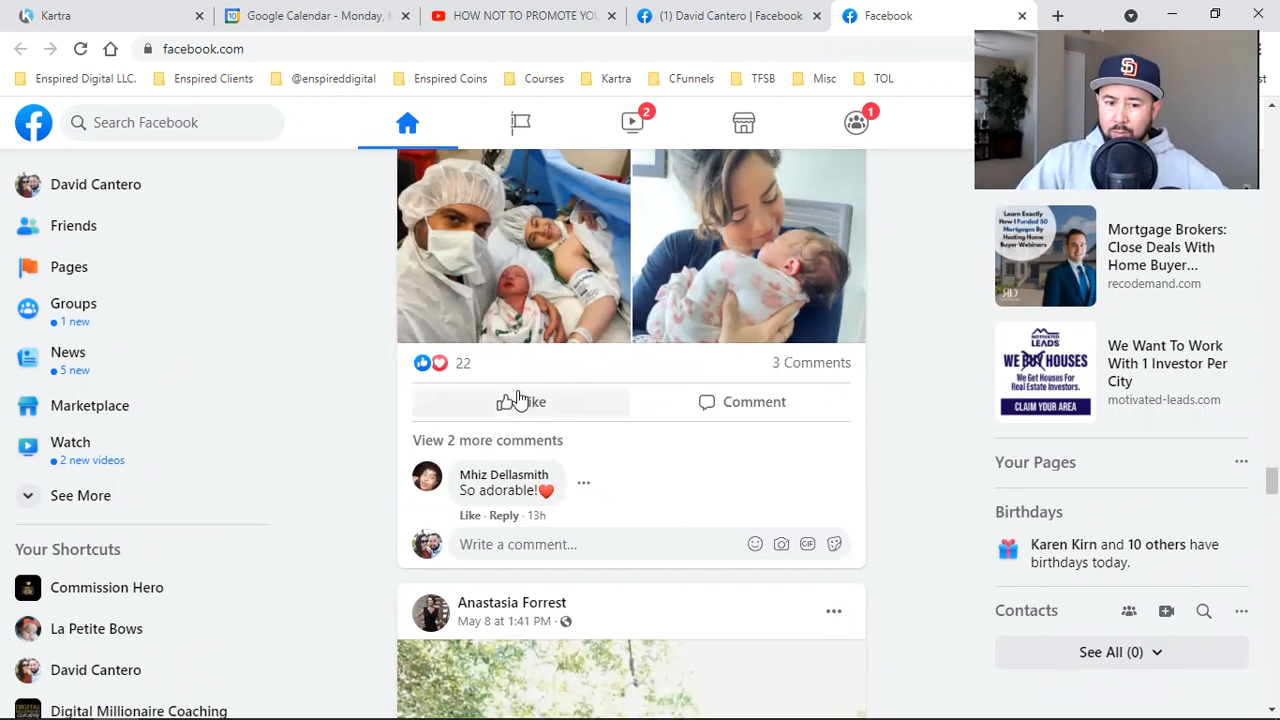 Kartra
Google Calendar - Monday, M
HOW NOT TO PROMOTE YOU
(1) David Cantero | Facebook
Facebook
facebook.com
Enspired Digital LLC.
Enspired Clients
@enspireddigital
Enspired Coins
Courses
Kartra
CFunnels
TFSB
Misc
TOL
st
Search Facebook
2
1
David Cantero
Friends
Pages
Groups
1 new
News
5 new
Marketplace
Watch
2 new videos
See More
Your Shortcuts
Commission Hero
La Petite Bows
David Cantero
Digital Millionaire Coaching
22
3 Comments
Like
Comment
View 2 more comments
Mhiz Dellasmith
So adorable!❤
Like · Reply · 13h
Write a comment...
GIF
Anastasia Forrest
May 8 at 1:41 PM ·
SD
Learn Exactly
How I Funded 50
Mortgages By
Hosting Home
Buyer Webinars
Mortgage Brokers:
Close Deals With
Home Buyer...
recodemand.com
MOTIVATED
LEADS
WE BUY HOUSES
We Get Houses For
Real Estate Investors.
CLAIM YOUR AREA
We Want To Work
With 1 Investor Per
City
motivated-leads.com
Your Pages
Birthdays
Karen Kirn and 10 others have
birthdays today.
Contacts
See All (0)